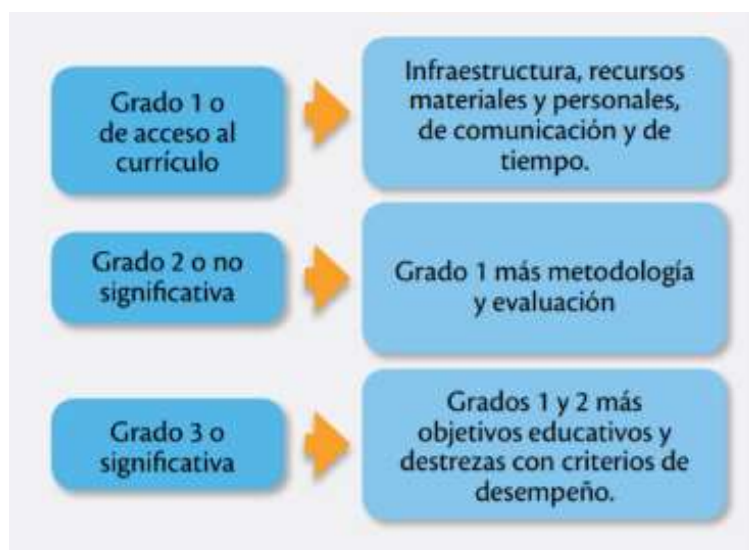 Grado 1 o
de acceso al
currículo
Infraestructura, recursos
materiales y personales,
de comunicación y de
tiempo.
Grado 2 o no
significativa
Grado 1 más metodología
y evaluación
Grado 3 o
significativa
Grados 1 y 2 más
objetivos educativos y
destrezas con criterios de
desempeño.